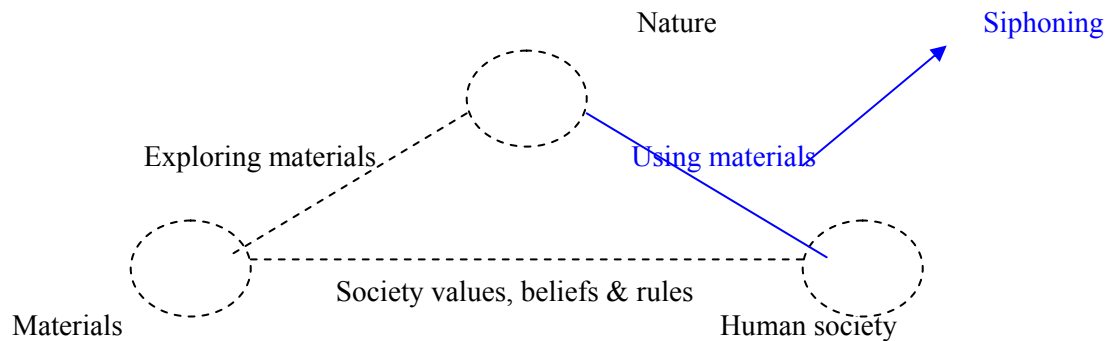 Nature
Siphoning
Exploring materials
Using materials
Society values, beliefs & rules
Materials
Human society